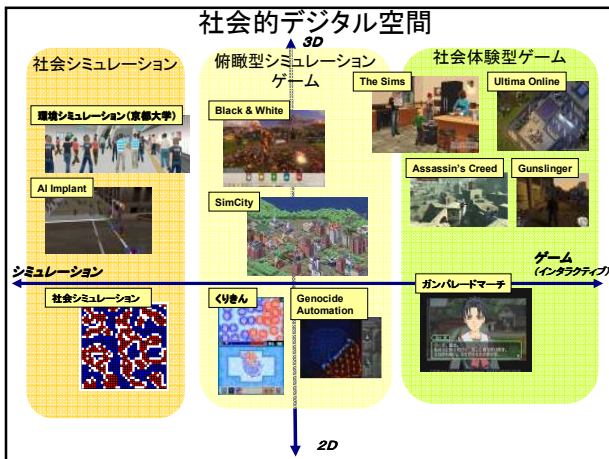 社会的デジタル空間
3D
社会シミュレーション
俯瞰型シミュレーション
ゲーム
社会体験型ゲーム
The Sims
Ultima Online
環境シミュレーション(京都大学)
Black & White
AI Implant
Assassin's Creed
Gunslinger
SimCity
シミュレーション
ゲーム
(インタラクティブ)
社会シミュレーション
くりきん
Genocide
Automation
ガンパレードマーチ
2D